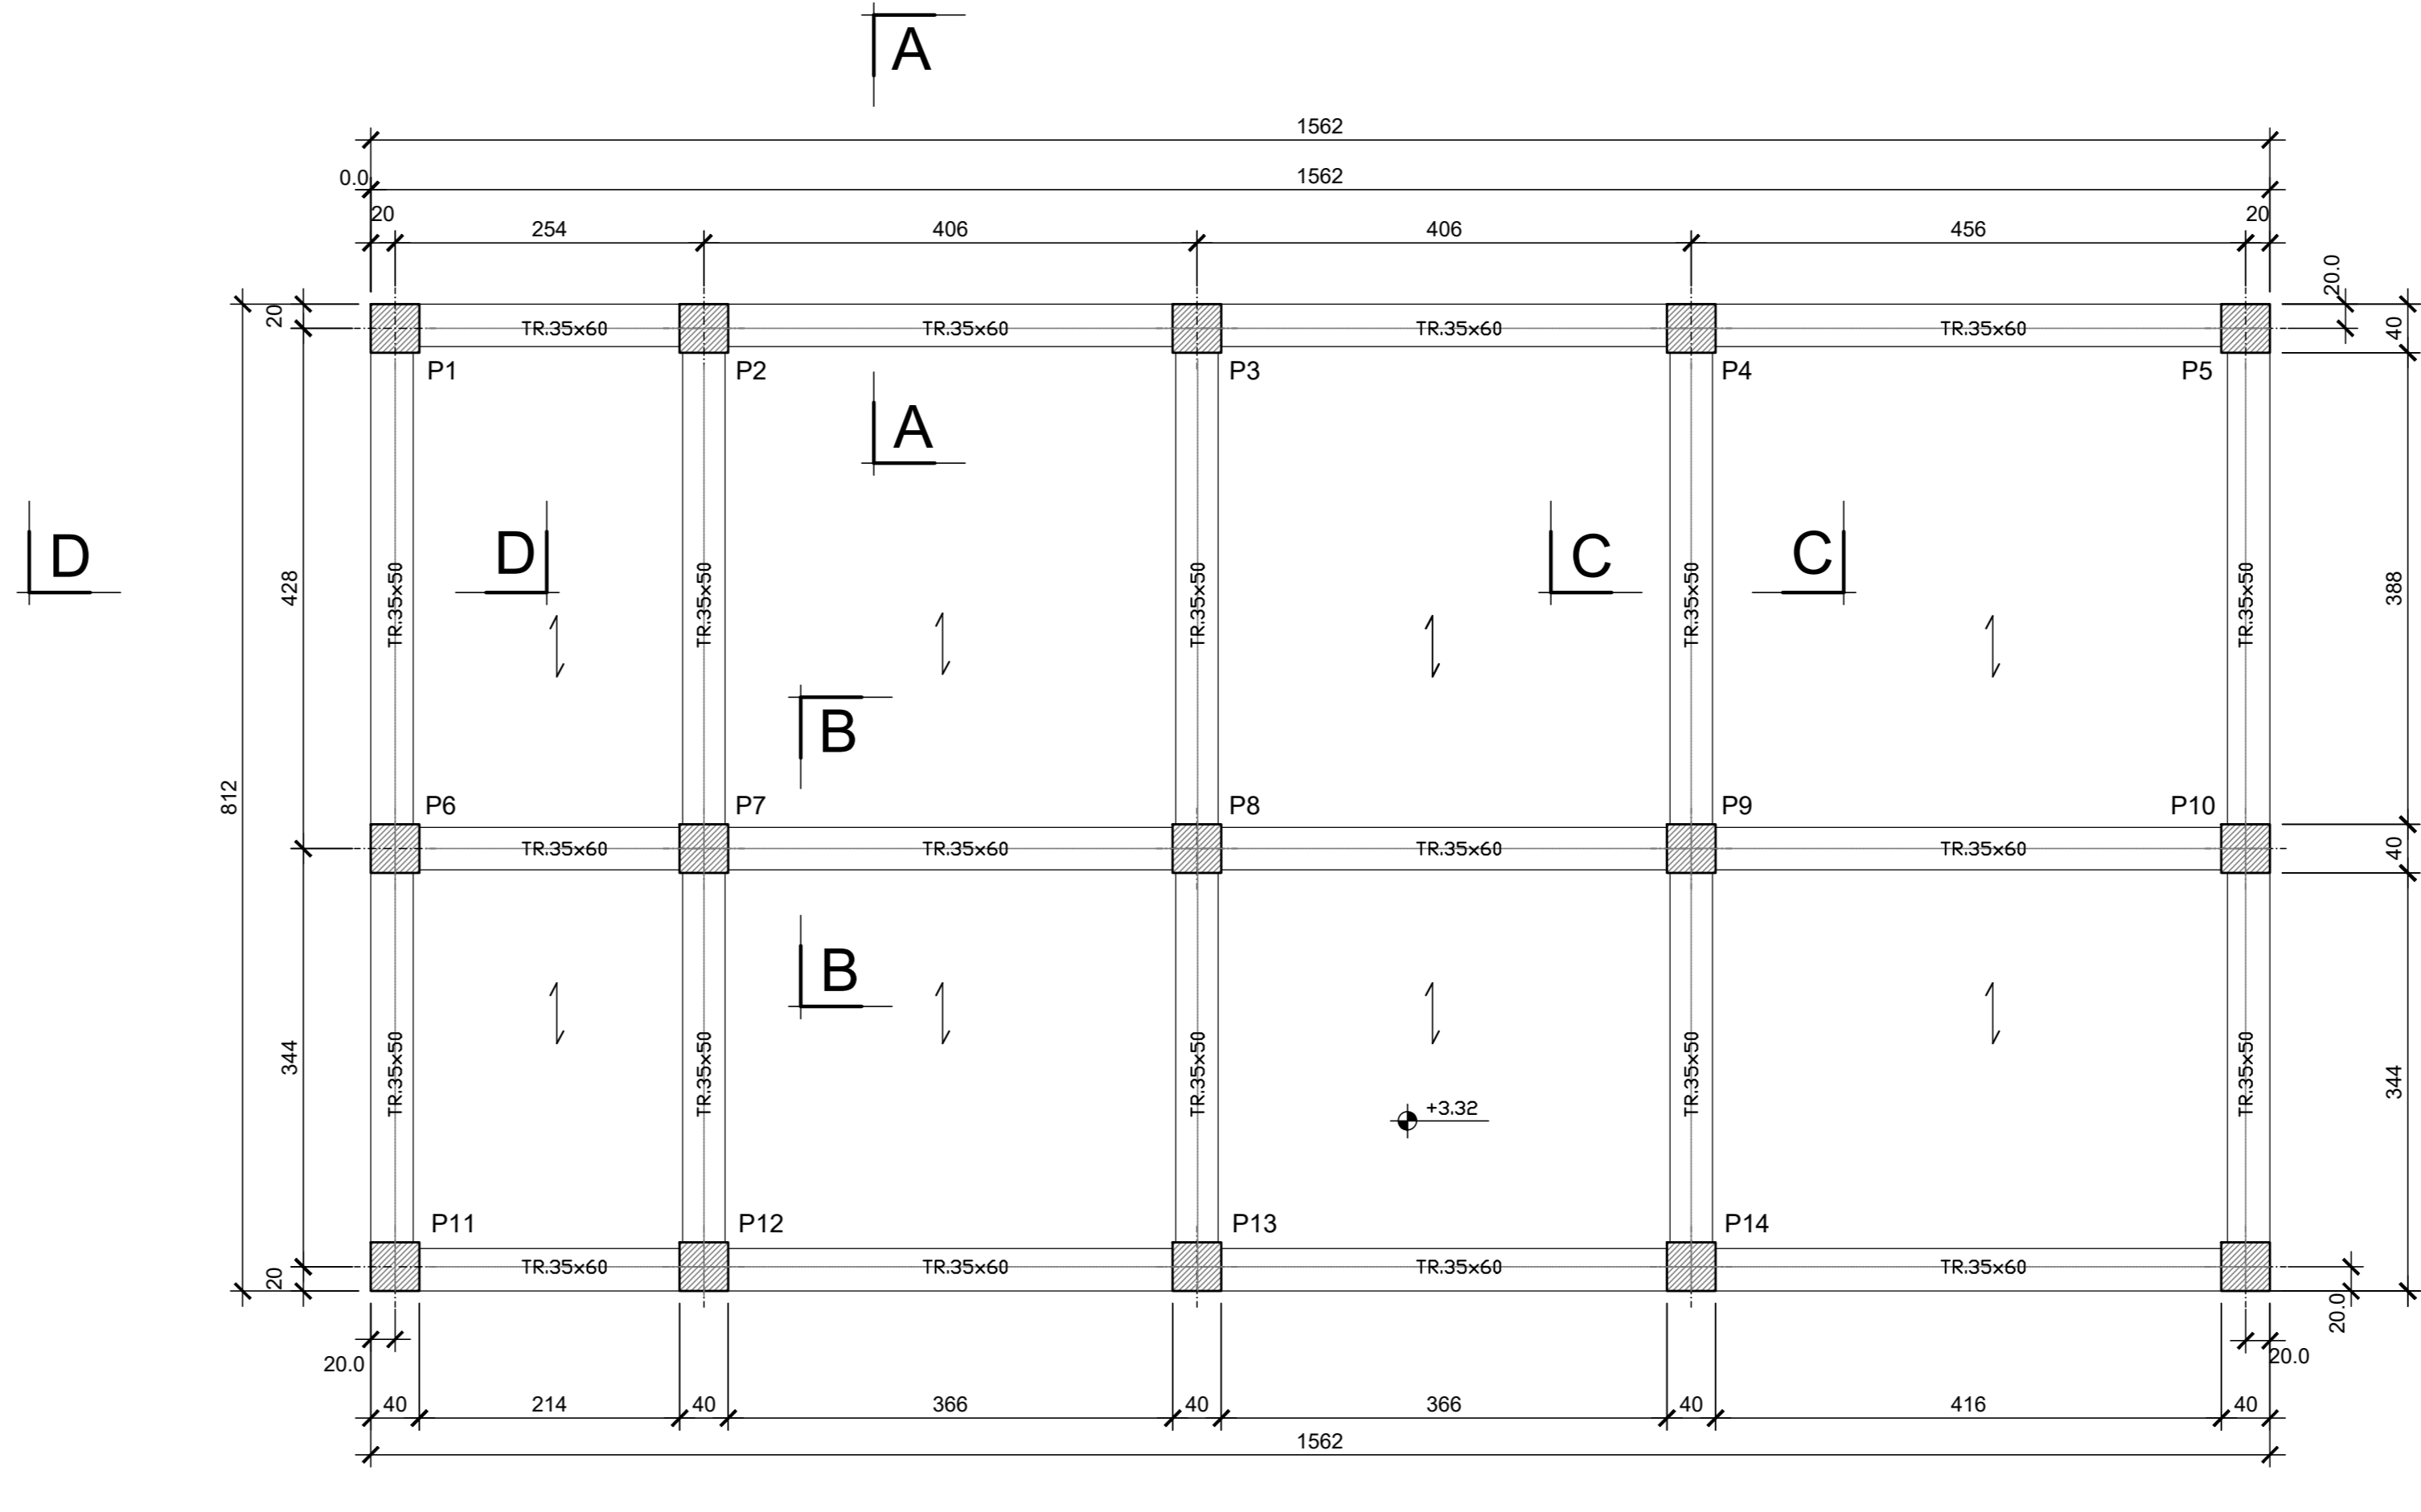 A
1562
0.0
1562
20
254
406
406
456
20
20
20.0
40
TR.35x60
TR.35x60
TR.35x60
TR.35x60
P1
P2
P3
P4
P5
A
D
D
C
C
428
TR.35x50
TR.35x50
TR.35x50
TR.35x50
TR.35x50
388
B
812
P6
P7
P8
P9
P10
TR.35x60
TR.35x60
TR.35x60
TR.35x60
40
B
344
TR.35x50
TR.35x50
TR.35x50
TR.35x50
TR.35x50
344
+3.32
P11
P12
P13
P14
20
TR.35x60
TR.35x60
TR.35x60
TR.35x60
20.0
20.0
20.0
40
214
40
366
40
366
40
416
40
1562